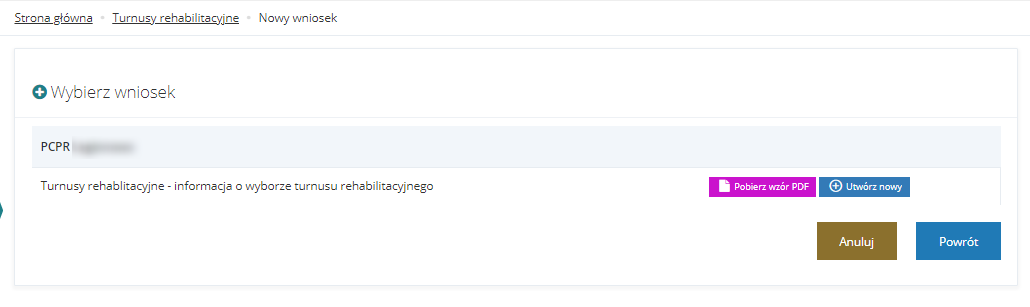 Strona główna • Turnusy rehabilitacyjne • Nowy wniosek
Wybierz wniosek
PCPR
Turnusy rehablitacyjne - informacja o wyborze turnusu rehabilitacyjnego Pobierz wzór PDF Utwórz nowy
Anuluj Powrót